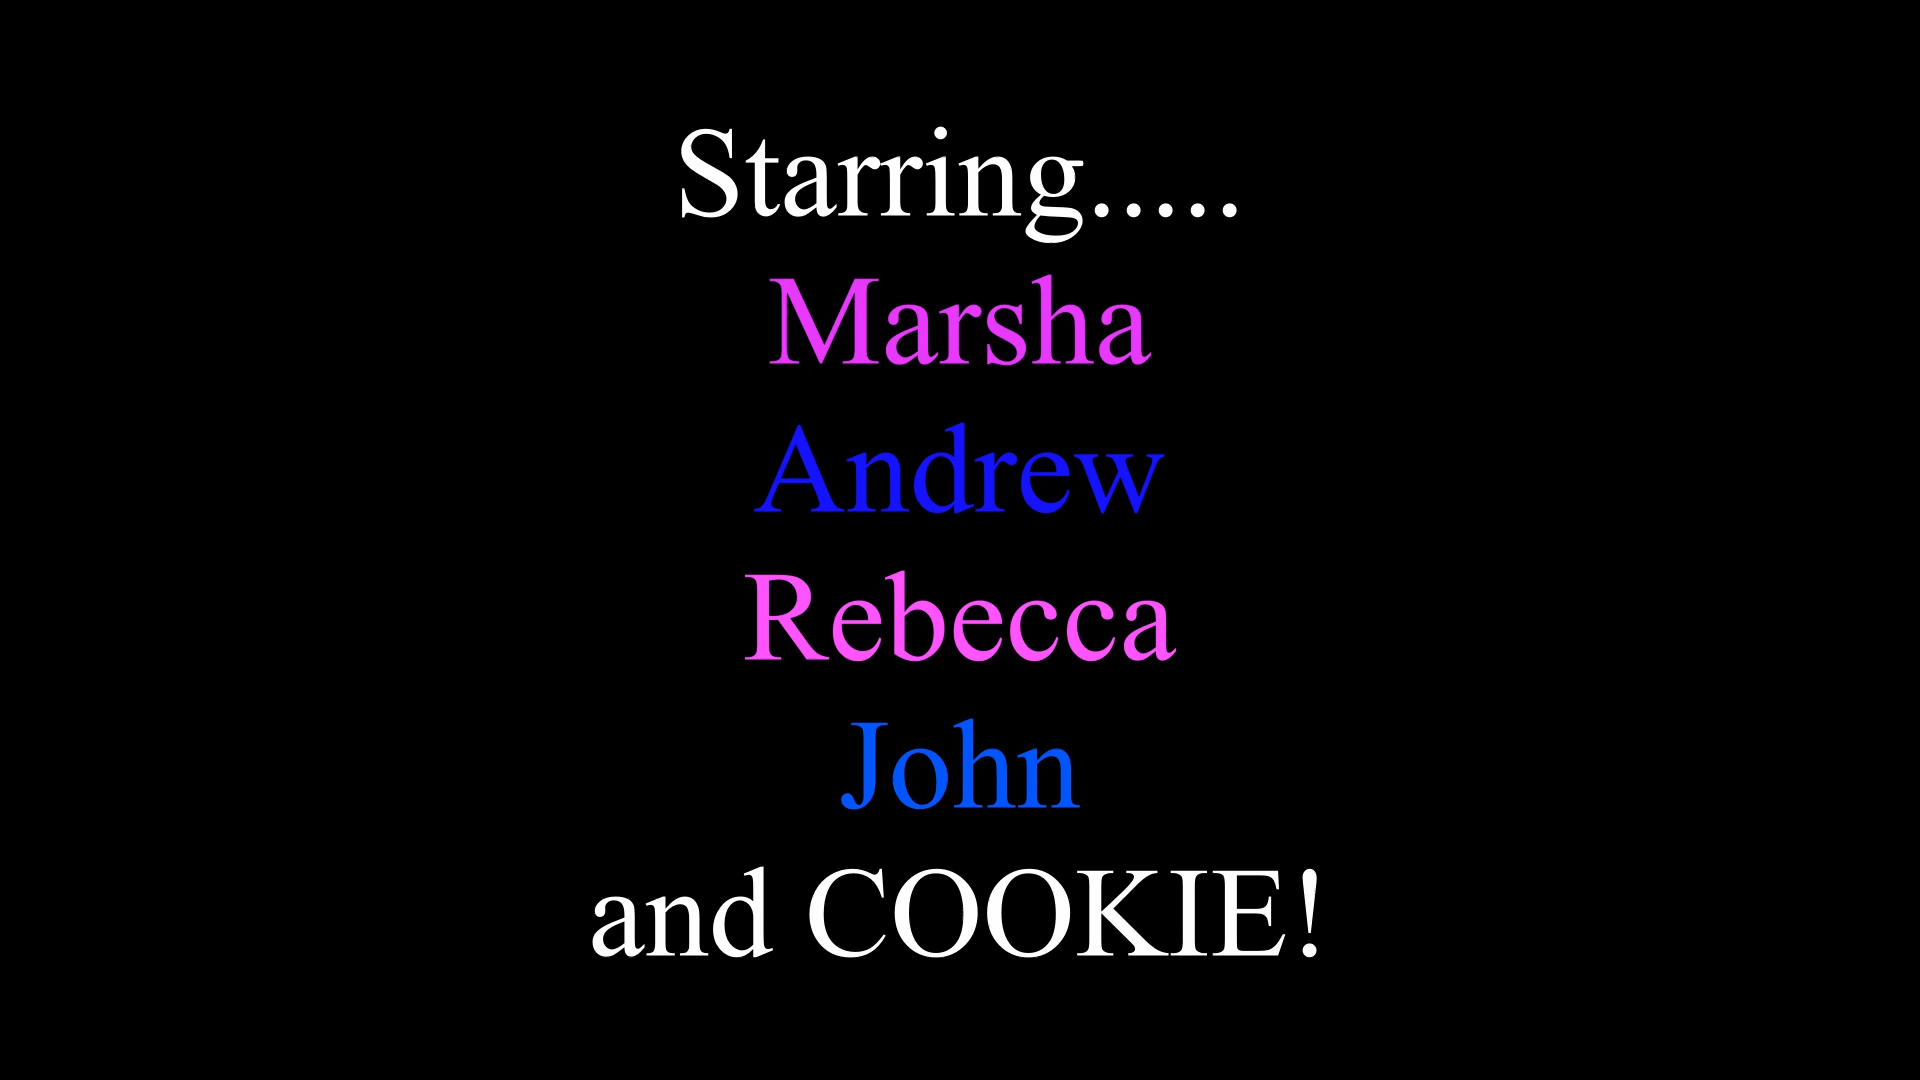 Starring.....
Marsha
Andrew
Rebecca
John
and COOKIE!